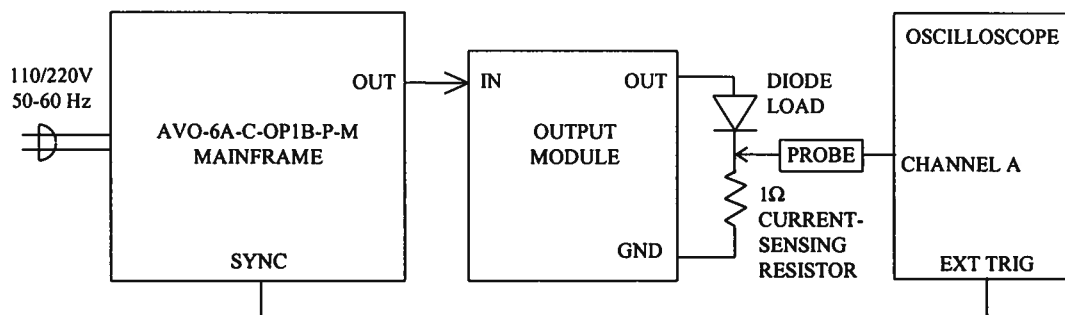 110/220V
50-60 Hz
OUT
AVO-6A-C-OP1B-P-M
MAINFRAME
SYNC
IN
OUT
OUTPUT
MODULE
GND
DIODE
LOAD
PROBE
1Ω
CURRENT-
SENSING
RESISTOR
OSCILLOSCOPE
CHANNEL A
EXT TRIG